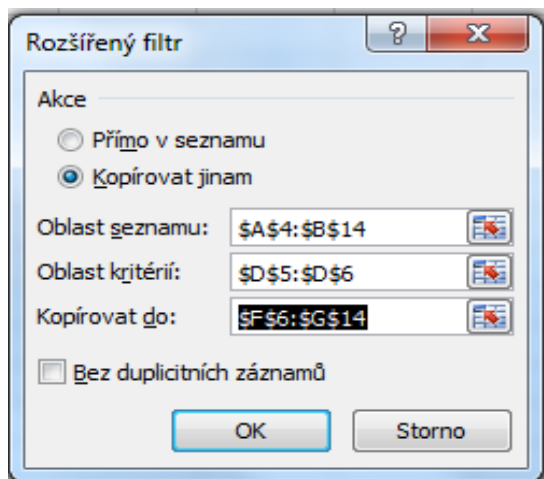 Rozšířený filtr
Akce
Přímo v seznamu
Kopírovat jinam
Oblast seznamu: $A$4:$B$14
Oblast kritérií: $D$5:$D$6
Kopírovat do: $F$6:$G$14
Bez duplicitních záznamů
OK Storno